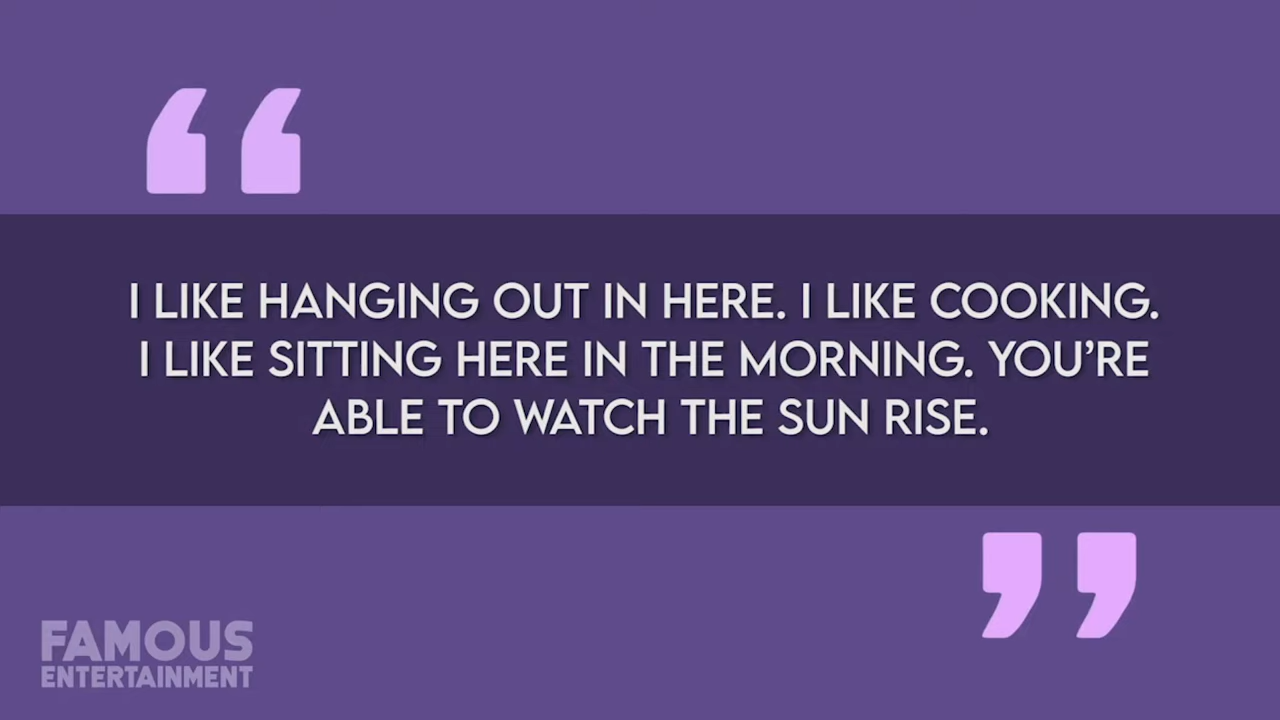 I LIKE HANGING OUT IN HERE. I LIKE COOKING.
I LIKE SITTING HERE IN THE MORNING. YOU’RE
ABLE TO WATCH THE SUN RISE.
FAMOUS
ENTERTAINMENT